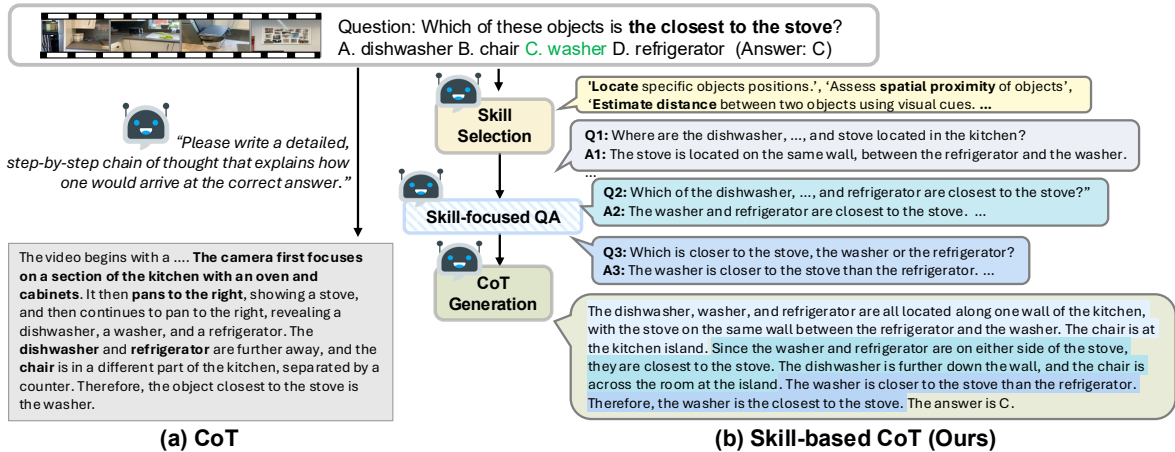 Question: Which of these objects is the closest to the stove?
A. dishwasher B. chair C. washer D. refrigerator (Answer: C)
“Please write a detailed,
step-by-step chain of thought that explains how
one would arrive at the correct answer.”
The video begins with a .... The camera first focuses
on a section of the kitchen with an oven and
cabinets. It then pans to the right, showing a stove,
and then continues to pan to the right, revealing a
dishwasher, a washer, and a refrigerator. The
dishwasher and refrigerator are further away, and the
chair is in a different part of the kitchen, separated by a
counter. Therefore, the object closest to the stove is
the washer.
(a) CoT
Skill
Selection
'Locate specific objects positions.', 'Assess spatial proximity of objects',
'Estimate distance between two objects using visual cues. ...
Q1: Where are the dishwasher, ..., and stove located in the kitchen?
A1: The stove is located on the same wall, between the refrigerator and the washer.
...
Skill-focused QA
Q2: Which of the dishwasher, ..., and refrigerator are closest to the stove?”
A2: The washer and refrigerator are closest to the stove. ...
Q3: Which is closer to the stove, the washer or the refrigerator?
A3: The washer is closer to the stove than the refrigerator. ...
CoT
Generation
The dishwasher, washer, and refrigerator are all located along one wall of the kitchen,
with the stove on the same wall between the refrigerator and the washer. The chair is at
the kitchen island. Since the washer and refrigerator are on either side of the stove,
they are closest to the stove. The dishwasher is further down the wall, and the chair is
across the room at the island. The washer is closer to the stove than the refrigerator.
Therefore, the washer is the closest to the stove. The answer is C.
(b) Skill-based CoT (Ours)